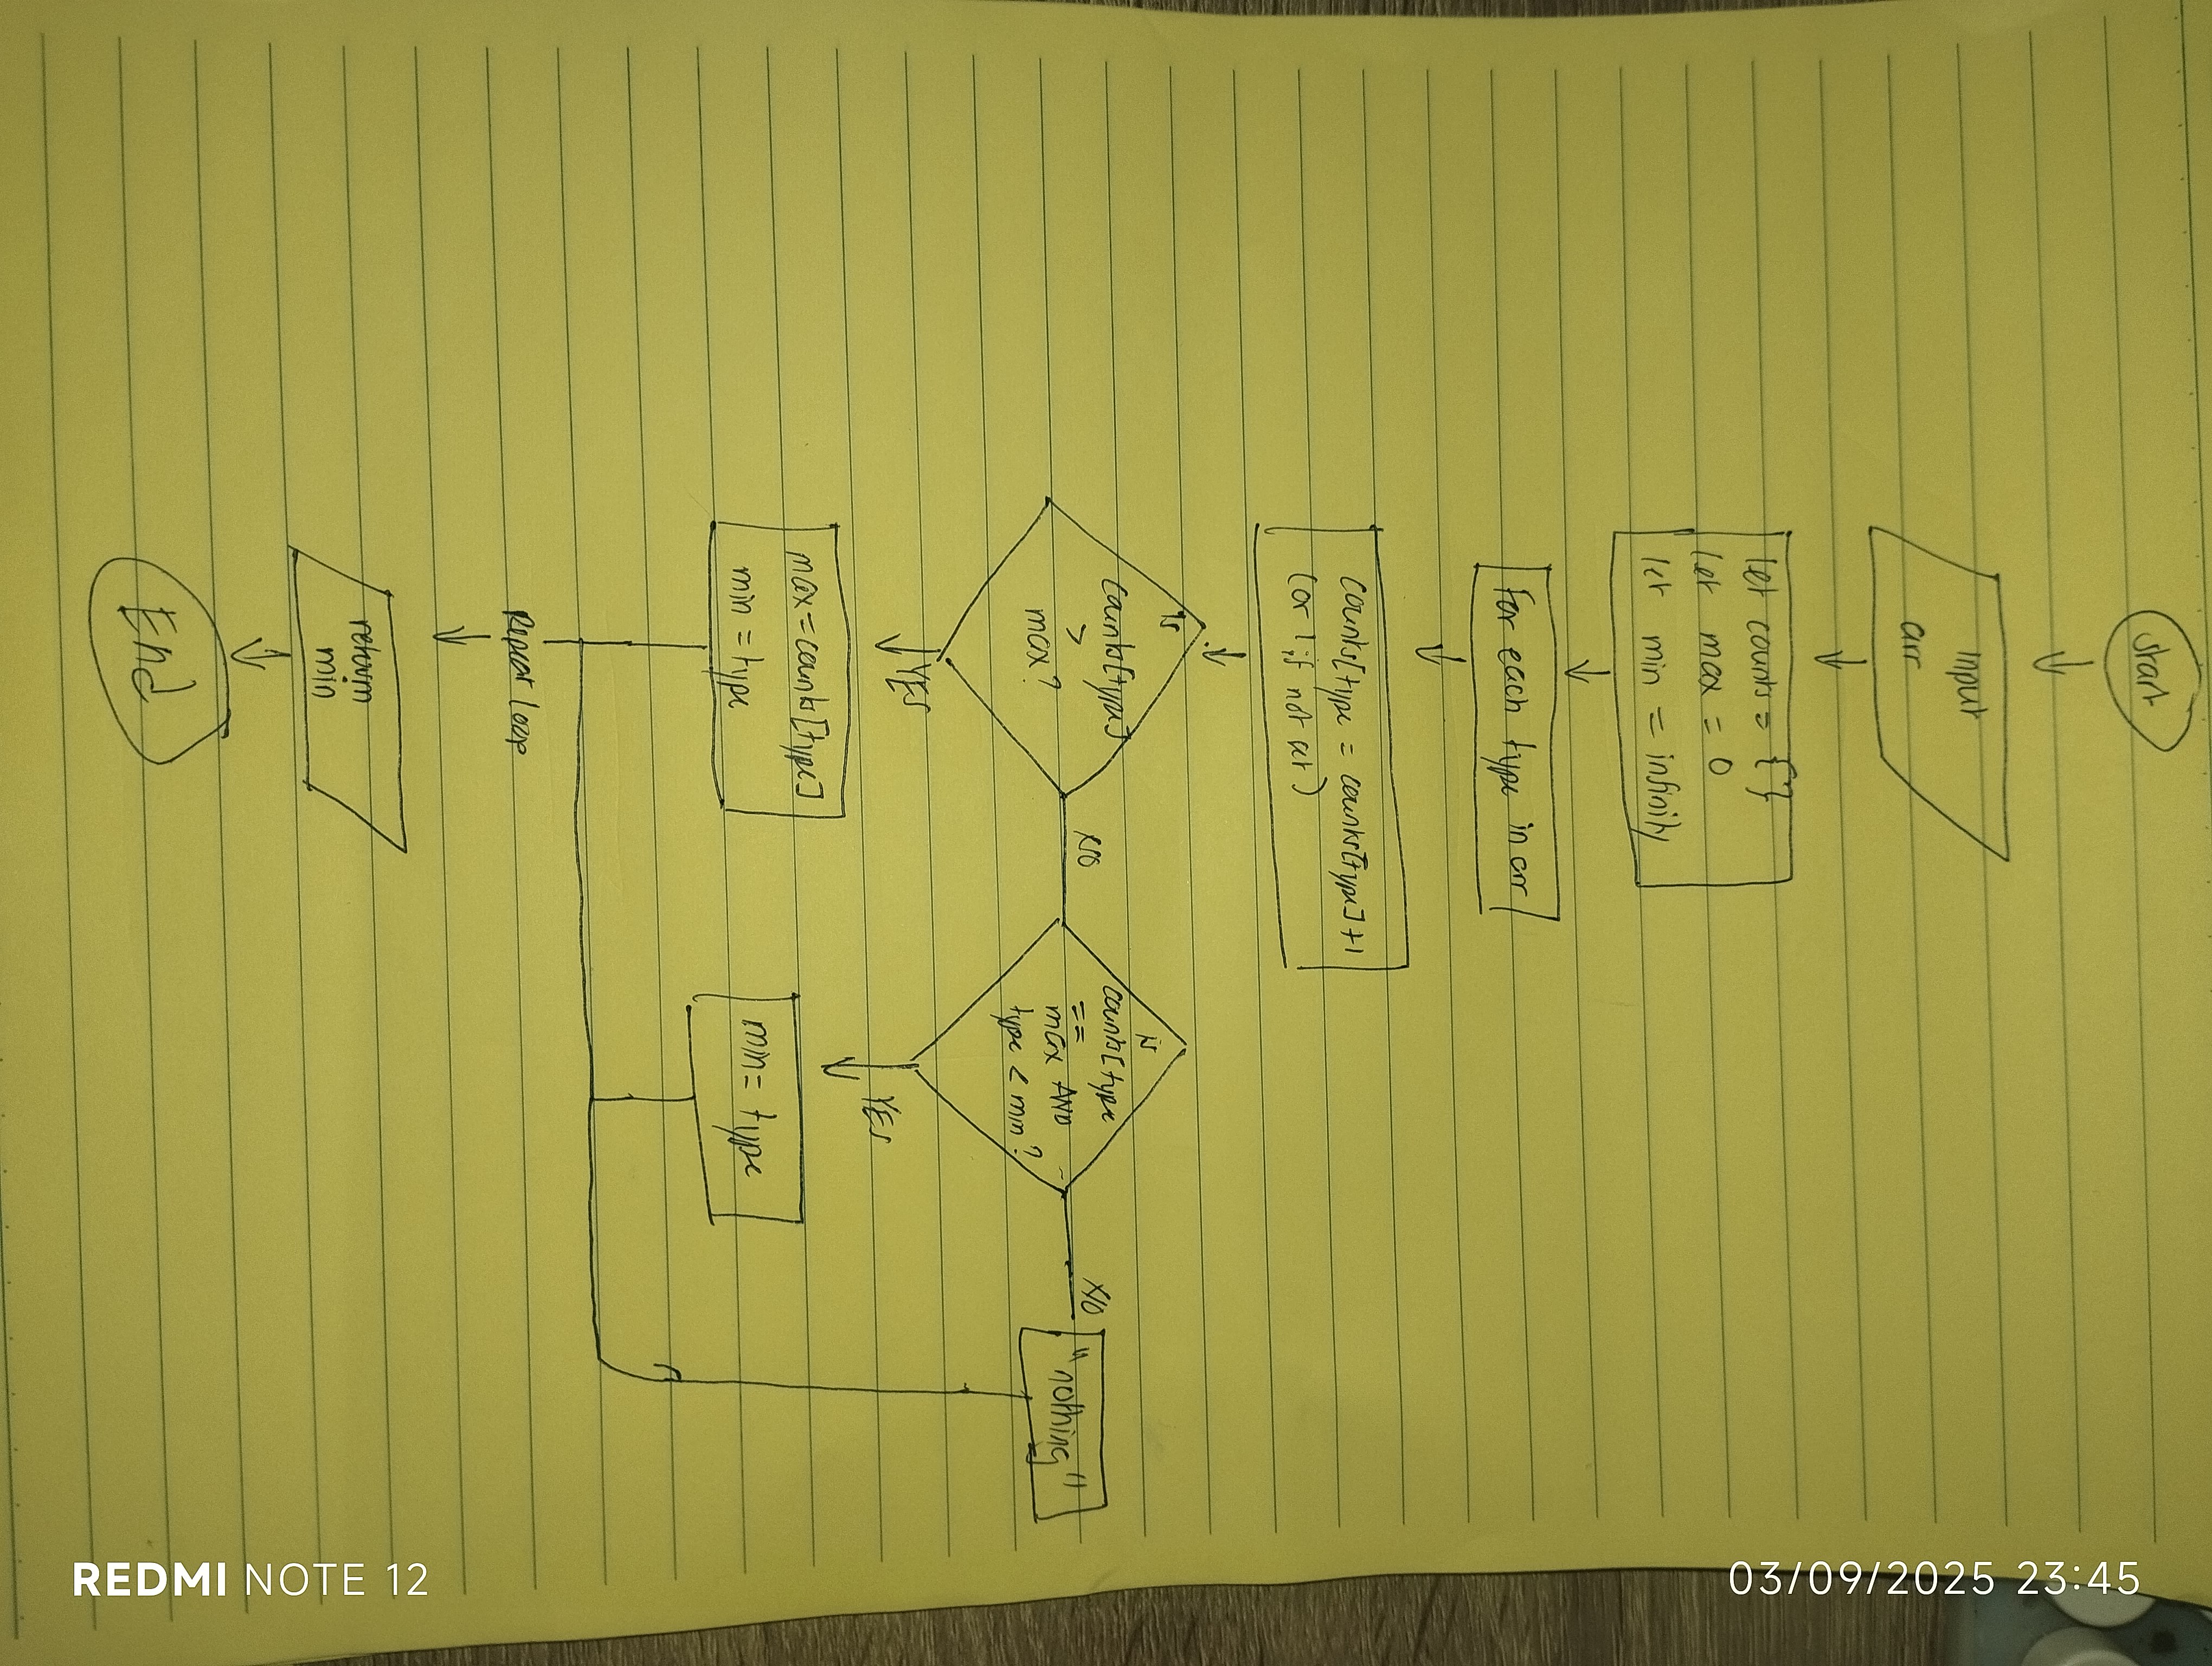 start
Input
arr
let counts = {}
let max = 0
let min = infinity
for each type in arr
counts[type = counts[type]+1
(or 1 if not set)
is
counts[type]
>
max?
NO
is
counts[type
==
max AND
type < min?
NO
"nothing"
YES
YES
max=counts[type]
min = type
min = type
Repeat loop
return
min
End
REDMI NOTE 12
03/09/2025 23:45